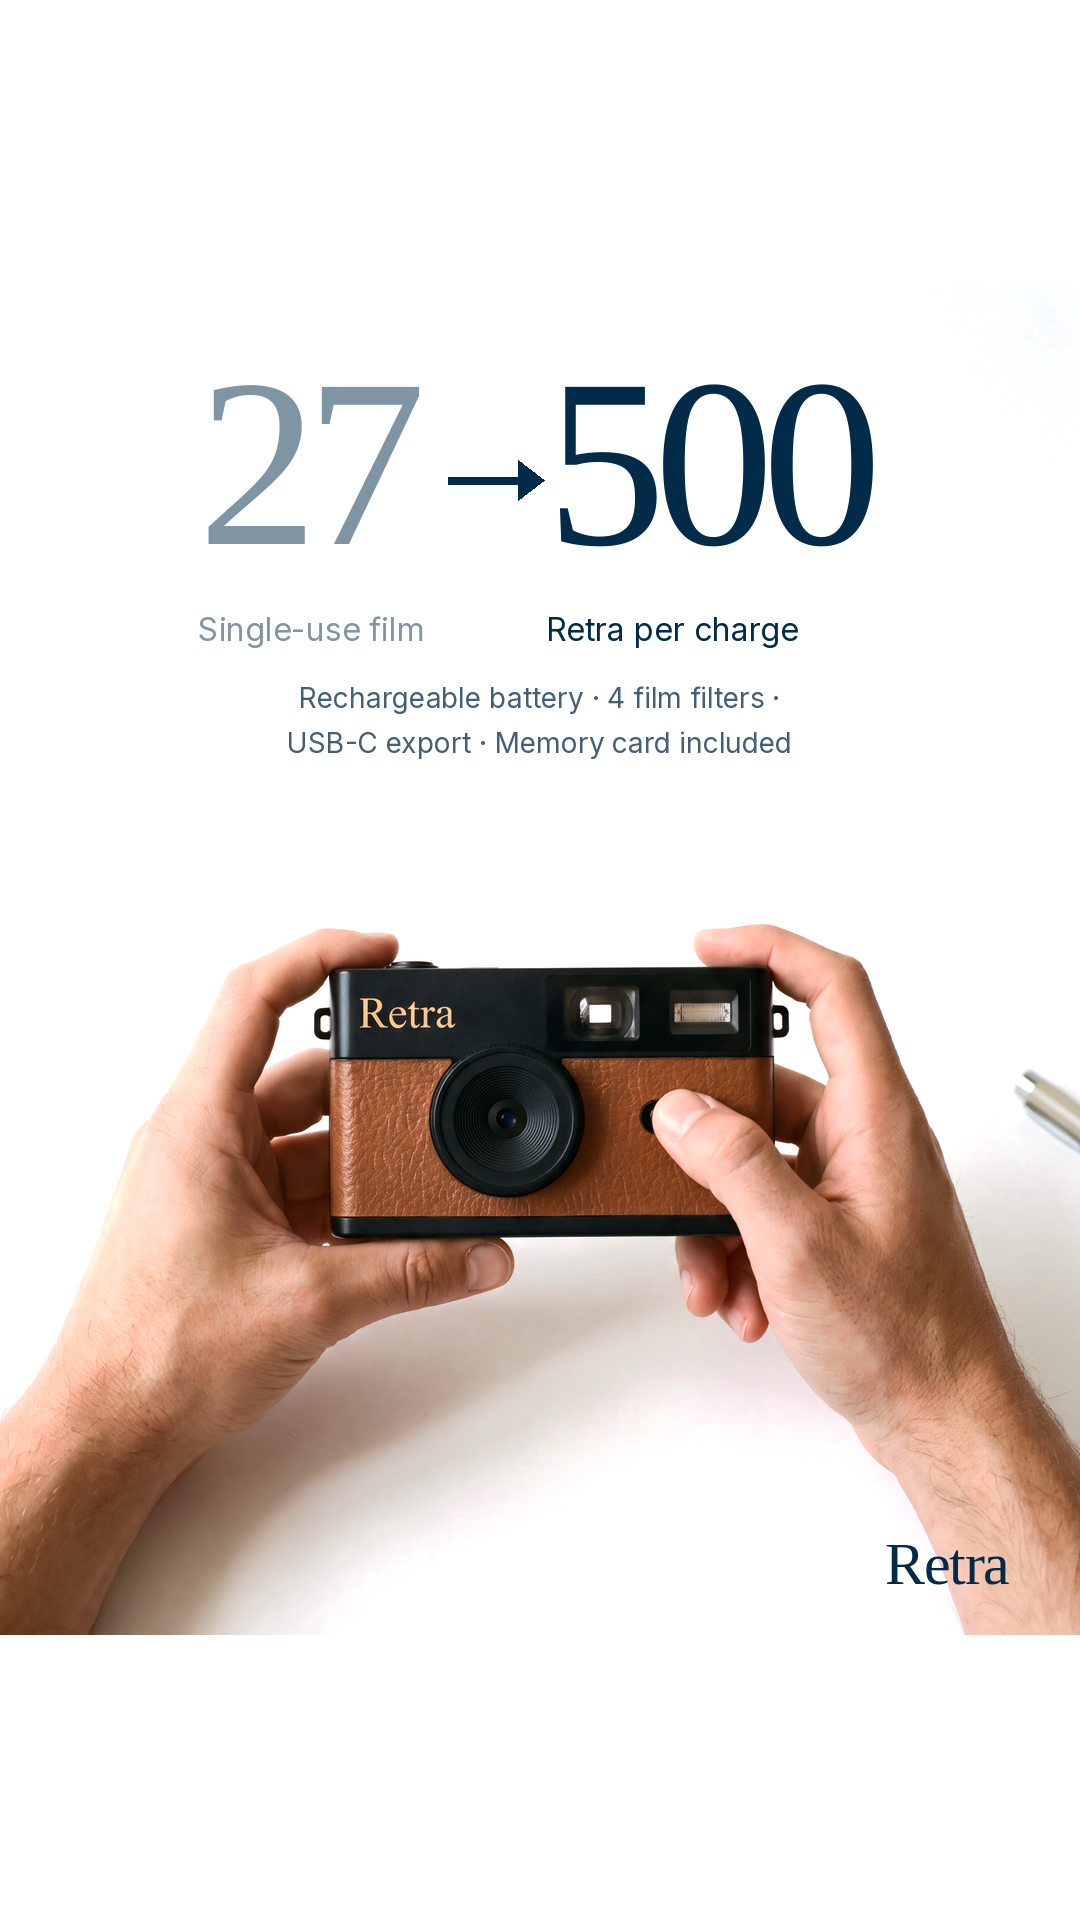 27 → 500
Single-use film
Retra per charge
Rechargeable battery · 4 film filters ·
USB-C export · Memory card included
Retra
Retra